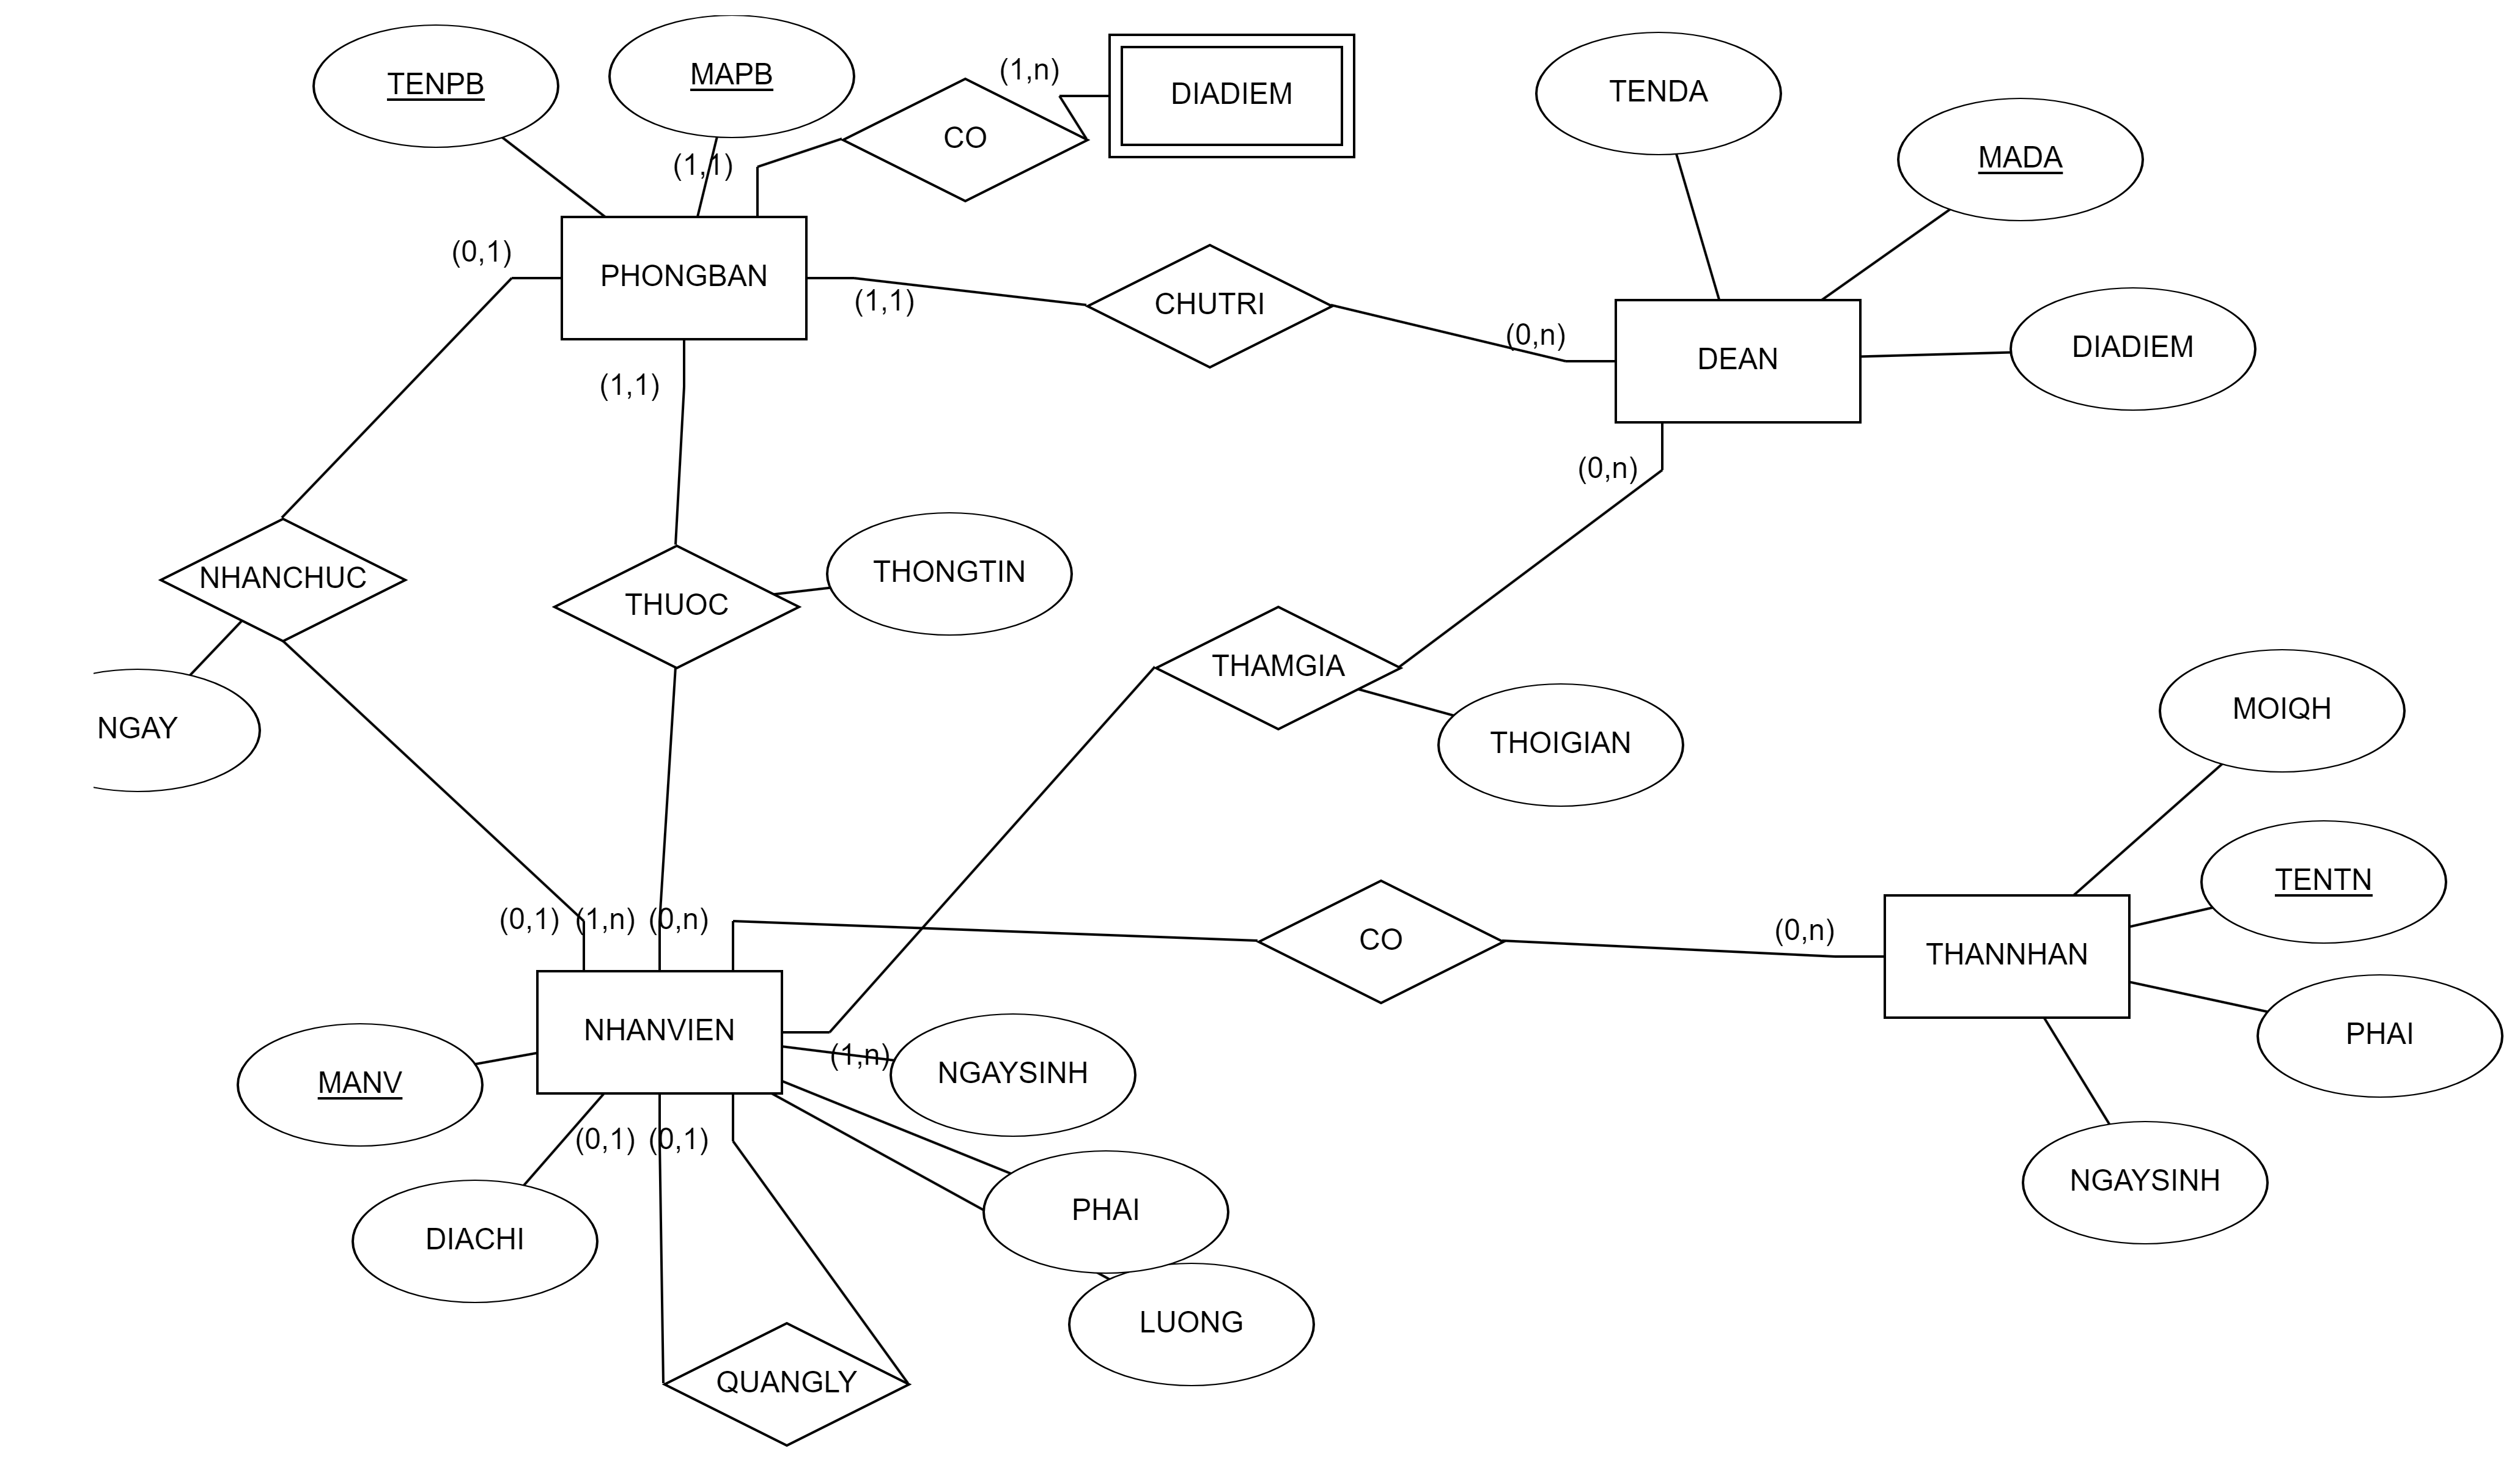 TENPB
MAPB
(1,n)
DIADIEM
TENDA
CO
MADA
(1,1)
(0,1)
PHONGBAN
(1,1)
CHUTRI
(0,n)
DEAN
DIADIEM
(1,1)
(0,n)
NHANCHUC
THUOC
THONGTIN
THAMGIA
NGAY
THOIGIAN
MOIQH
TENTN
(0,1)
(1,n)
(0,n)
CO
(0,n)
THANNHAN
NHANVIEN
(1,n)
NGAYSINH
PHAI
MANV
(0,1)
(0,1)
NGAYSINH
DIACHI
PHAI
LUONG
QUANGLY